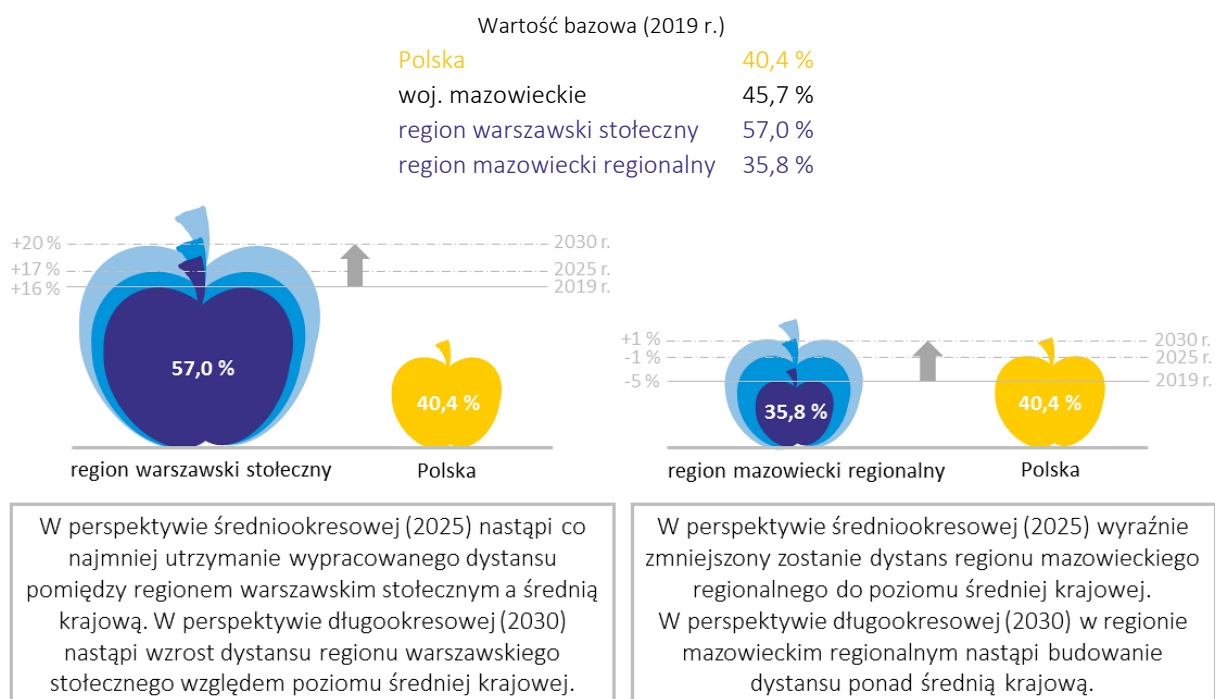 Wartość bazowa (2019 r.)
Polska 40,4 %
woj. mazowieckie 45,7 %
region warszawski stołeczny 57,0 %
region mazowiecki regionalny 35,8 %
+20 % 2030 r.
+17 % 2025 r.
+16 % 2019 r.
57,0 %
40,4 %
region warszawski stołeczny Polska
+1 % 2030 r.
-1 % 2025 r.
-5 % 2019 r.
35,8 %
40,4 %
region mazowiecki regionalny Polska
W perspektywie średniookresowej (2025) nastąpi co
najmniej utrzymanie wypracowanego dystansu
pomiędzy regionem warszawskim stołecznym a średnią
krajową. W perspektywie długookresowej (2030)
nastąpi wzrost dystansu regionu warszawskiego
stołecznego względem poziomu średniej krajowej.
W perspektywie średniookresowej (2025) wyraźnie
zmniejszony zostanie dystans regionu mazowieckiego
regionalnego do poziomu średniej krajowej.
W perspektywie długookresowej (2030) w regionie
mazowieckim regionalnym nastąpi budowanie
dystansu ponad średnią krajową.